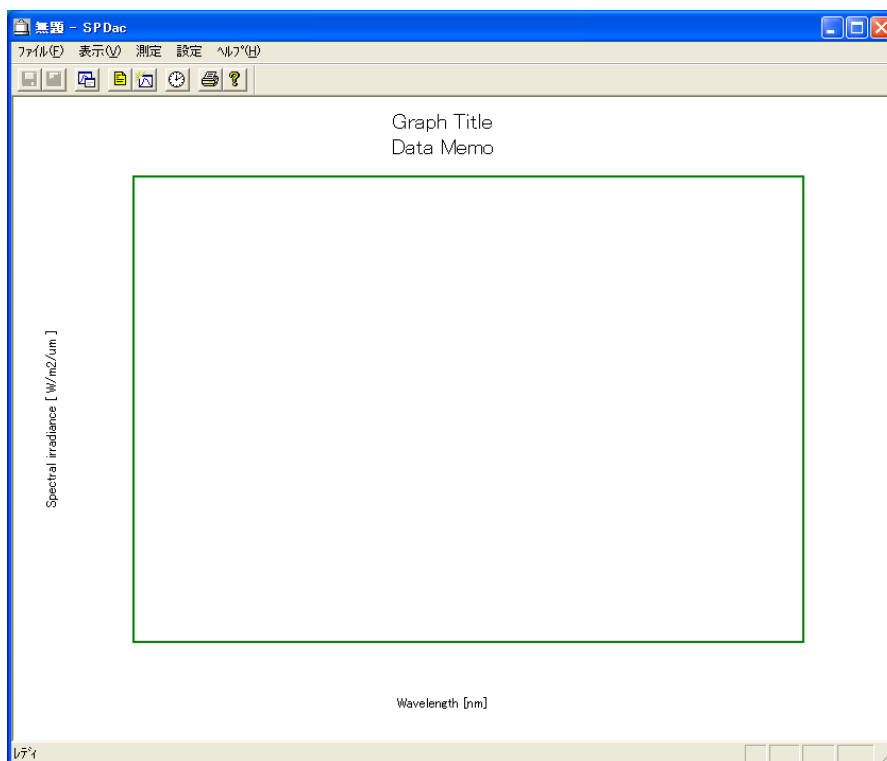 無題 - SPDac
ﾌｧｲﾙ(F) 表示(V) 測定 設定 ﾍﾙﾌﾟ(H)
Graph Title
Data Memo
Spectral irradiance [ W/m2/um ]
Wavelength [nm]
ﾚﾃﾞｨ